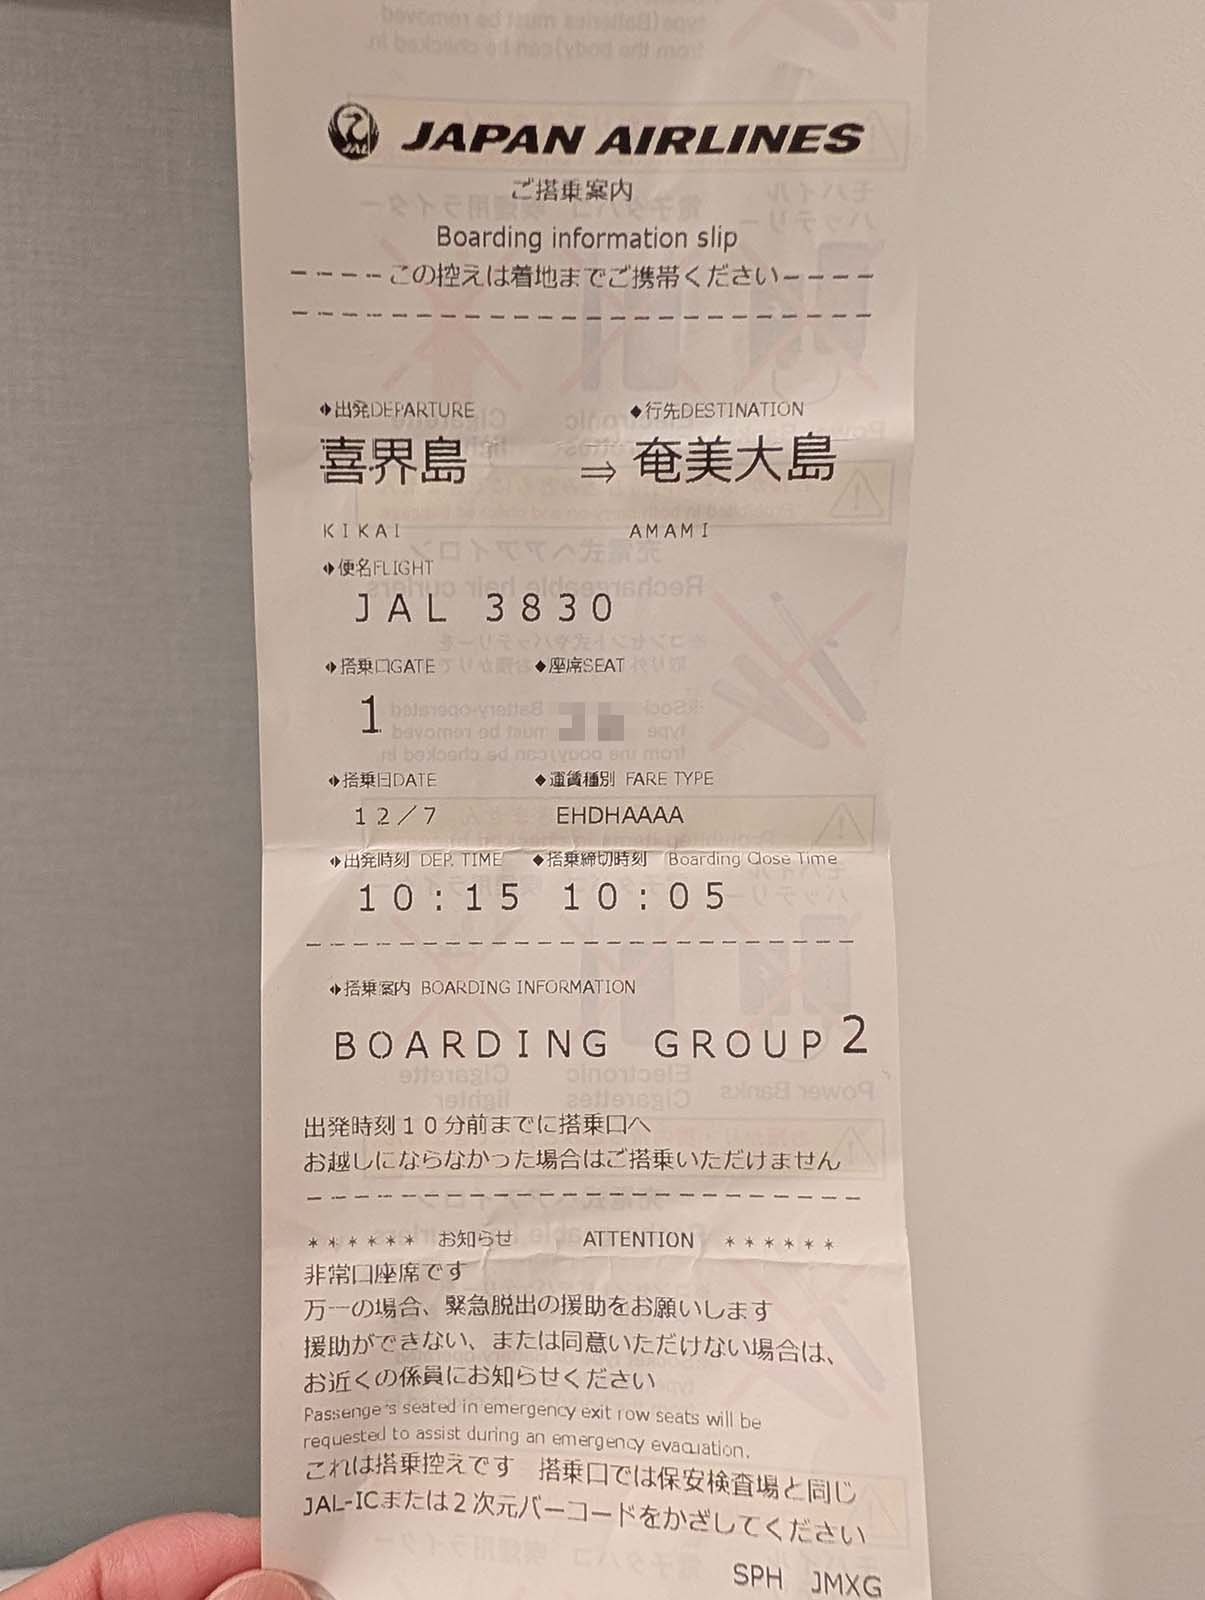 JAL JAPAN AIRLINES
ご搭乗案内
Boarding information slip
----この控えは着地までご携帯ください----
◆出発DEPARTURE ◆行先DESTINATION
喜界島 ⇒ 奄美大島
KIKAI AMAMI
◆便名FLIGHT
JAL 3830
◆搭乗口GATE ◆座席SEAT
1
◆搭乗日DATE ◆運賃種別 FARE TYPE
12/7 EHDHAAAA
◆出発時刻 DEP. TIME ◆搭乗締切時刻 Boarding Close Time
10:15 10:05
◆搭乗案内 BOARDING INFORMATION
BOARDING GROUP 2
出発時刻10分前までに搭乗口へ
お越しにならなかった場合はご搭乗いただけません
****** お知らせ ATTENTION ******
非常口座席です
万一の場合、緊急脱出の援助をお願いします
援助ができない、または同意いただけない場合は、
お近くの係員にお知らせください
Passengers seated in emergency exit row seats will be
requested to assist during an emergency evacuation.
これは搭乗控えです 搭乗口では保安検査場と同じ
JAL-ICまたは2次元バーコードをかざしてください
SPH JMXG